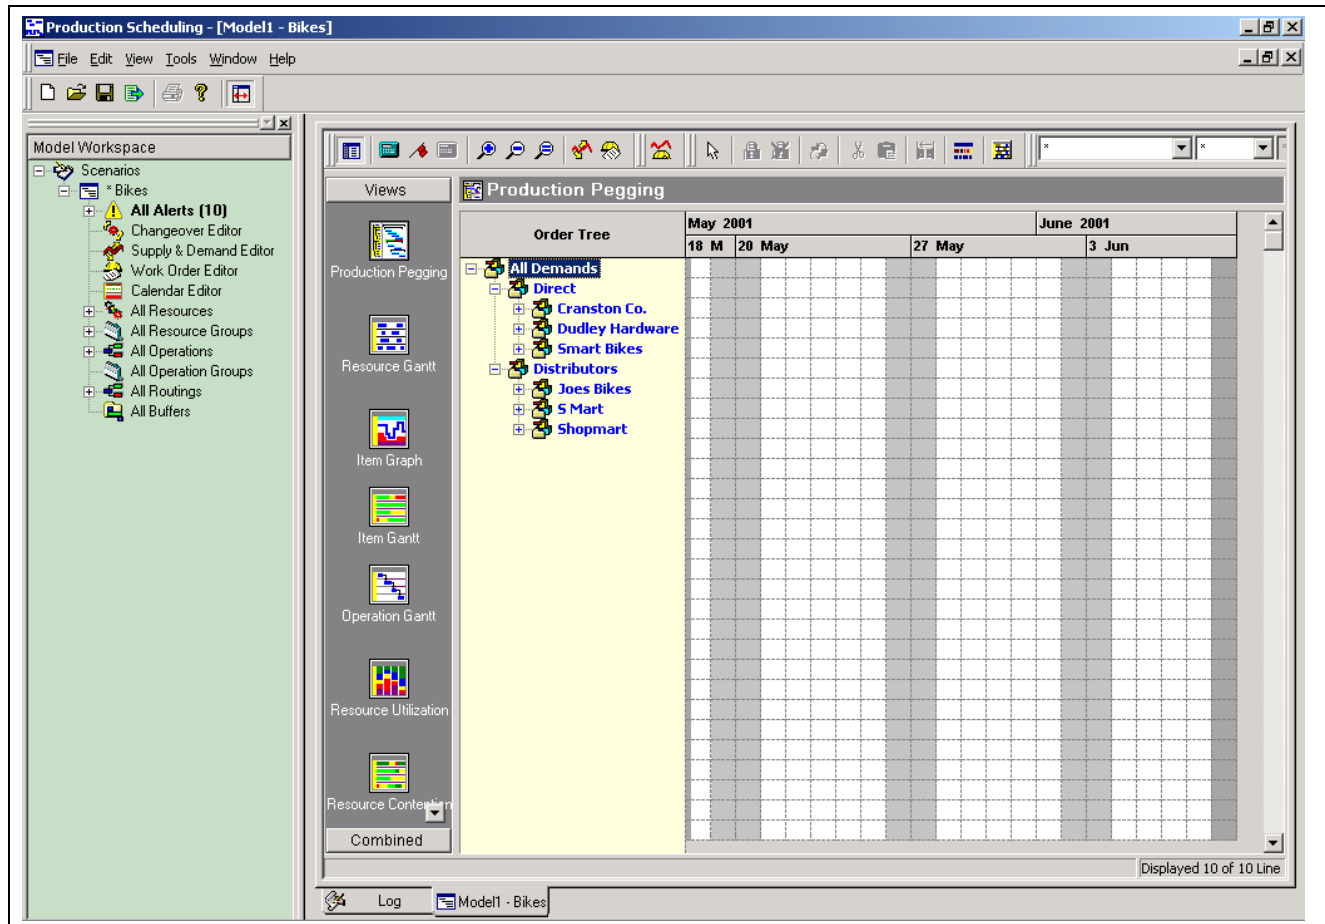 Production Scheduling - [Model1 - Bikes]
File Edit View Tools Window Help
Model Workspace
Scenarios
* Bikes
All Alerts (10)
Changeover Editor
Supply & Demand Editor
Work Order Editor
Calendar Editor
All Resources
All Resource Groups
All Operations
All Operation Groups
All Routings
All Buffers
* *
Views
Production Pegging
Resource Gantt
Item Graph
Item Gantt
Operation Gantt
Resource Utilization
Resource Contention
Combined
Production Pegging
Order Tree
May 2001 June 2001
18 M 20 May 27 May 3 Jun
All Demands
Direct
Cranston Co.
Dudley Hardware
Smart Bikes
Distributors
Joes Bikes
S Mart
Shopmart
Displayed 10 of 10 Line
Log Model1 - Bikes